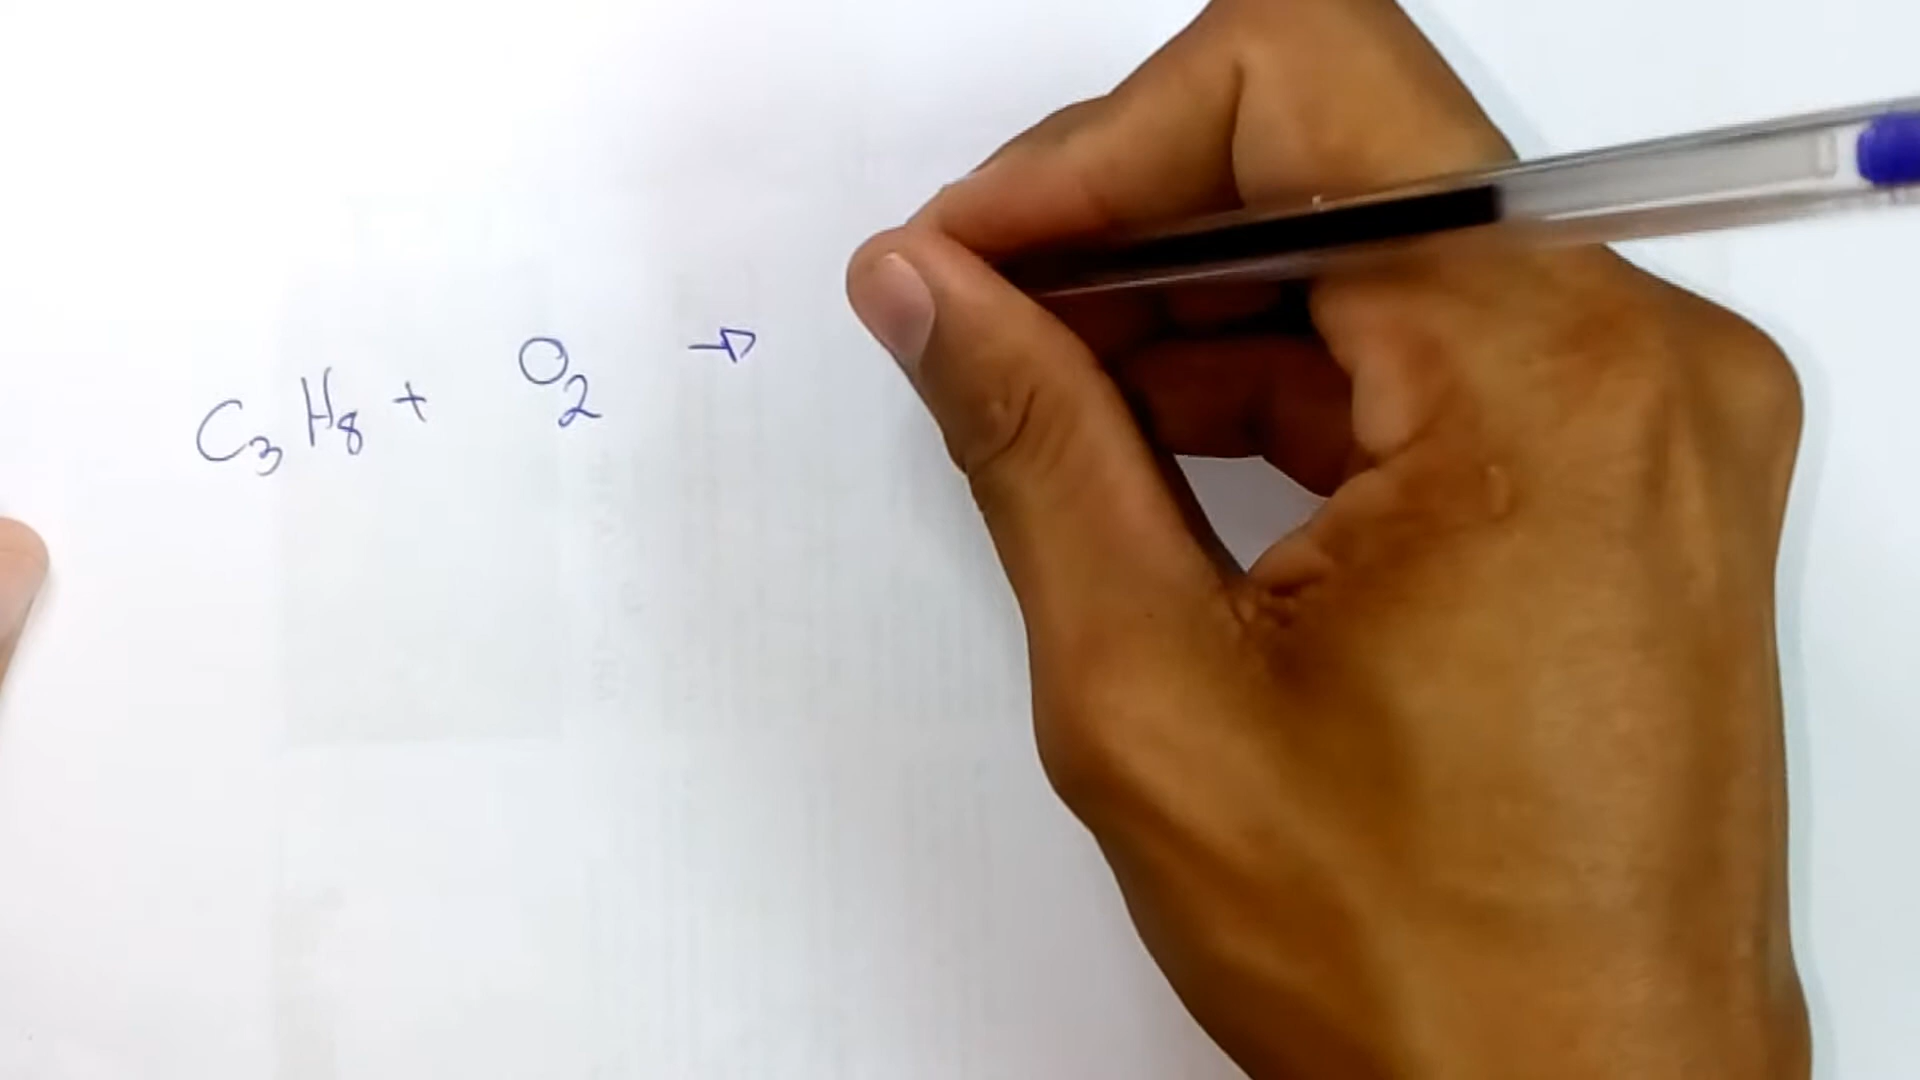 C₃H₈ + O₂ →